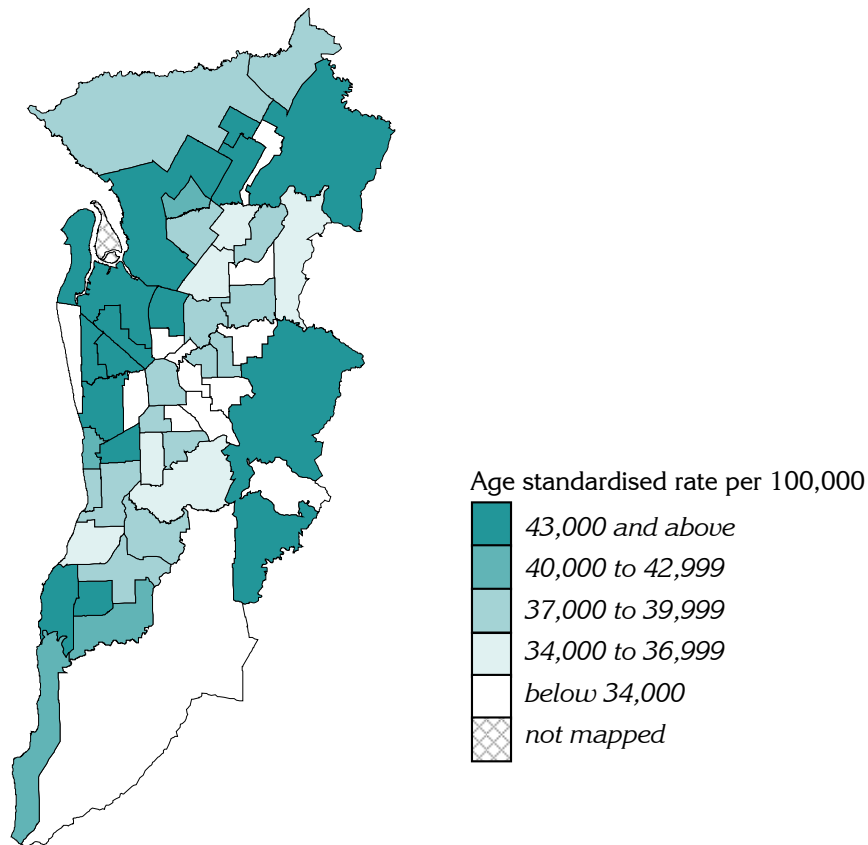 Age standardised rate per 100,000
43,000 and above
40,000 to 42,999
37,000 to 39,999
34,000 to 36,999
below 34,000
not mapped